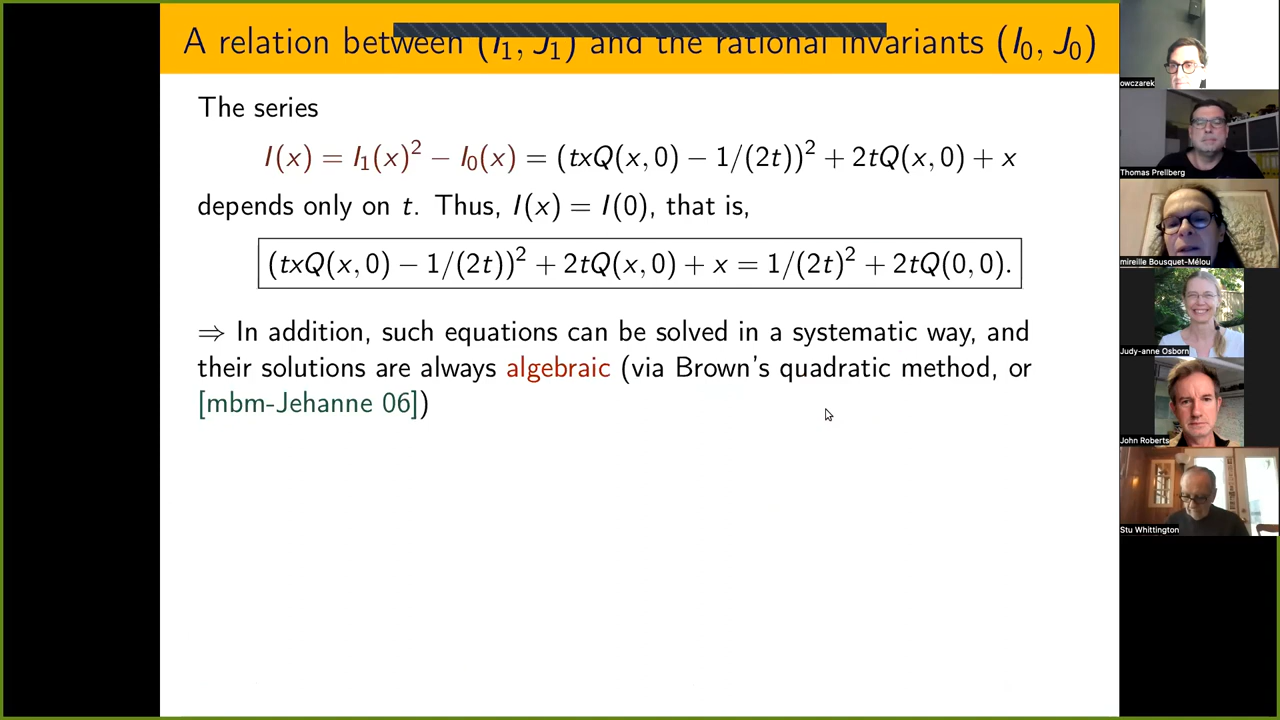 A relation between (I₁, J₁) and the rational invariants (I₀, J₀)
The series
I(x) = I₁(x)² − I₀(x) = (txQ(x, 0) − 1/(2t))² + 2tQ(x, 0) + x
depends only on t. Thus, I(x) = I(0), that is,
(txQ(x, 0) − 1/(2t))² + 2tQ(x, 0) + x = 1/(2t)² + 2tQ(0, 0).
⇒ In addition, such equations can be solved in a systematic way, and
their solutions are always algebraic (via Brown's quadratic method, or
[mbm-Jehanne 06])
owczarek
Thomas Prellberg
mireille Bousquet-Mélou
Judy-anne Osborn
John Roberts
Stu Whittington